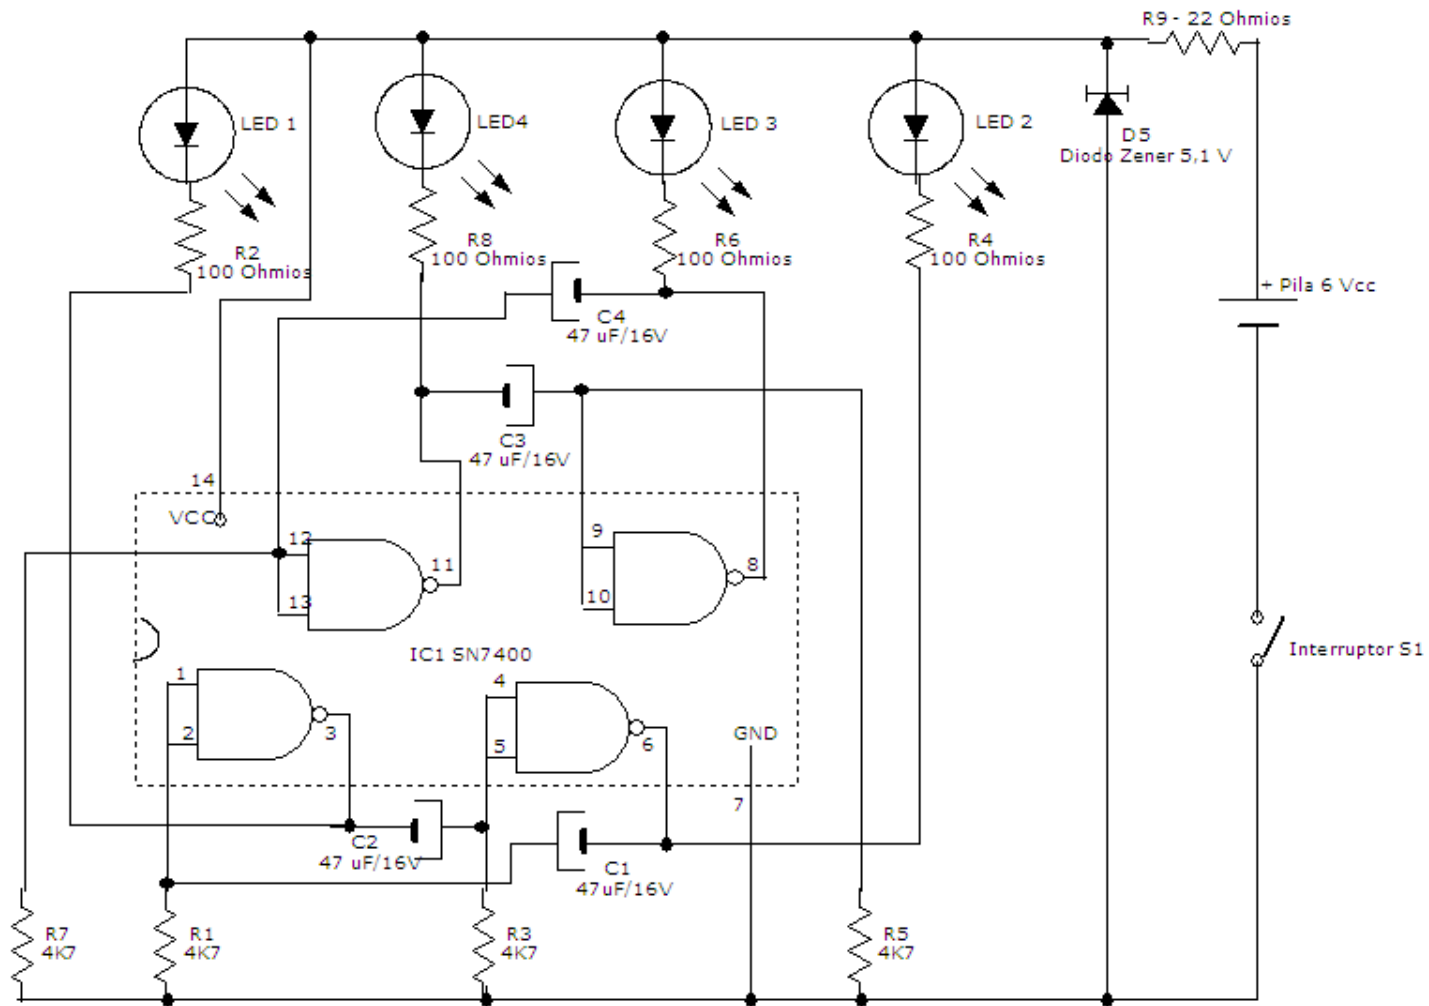 R9 - 22 Ohmios
LED 1
LED4
LED 3
LED 2
D5
Diodo Zener 5,1 V
R2
100 Ohmios
R8
100 Ohmios
R6
100 Ohmios
R4
100 Ohmios
+ Pila 6 Vcc
C4
47 uF/16V
C3
47 uF/16V
14
VCC
12
11
13
9
8
10
IC1 SN7400
Interruptor S1
1
2
3
4
5
6
GND
7
C2
47 uF/16V
C1
47uF/16V
R7
4K7
R1
4K7
R3
4K7
R5
4K7